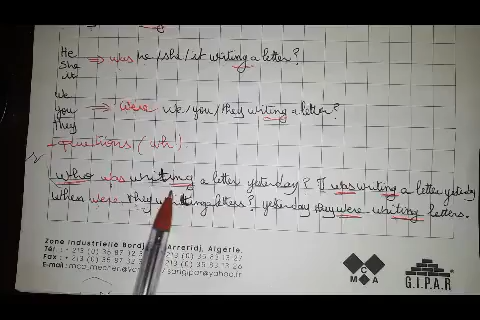 He
She
it
⇒ was he/she/it writing a letter?
we
you
they
⇒ were we/you/they writing a letter?
questions (wh)
Who was writing a letter yesterday? I was writing a letter yesterday
when were they writing letters? yesterday they were writing letters.
Zone Industrielle Bordj Arreridj, Algerie.
MCA
G.I.P.A.R